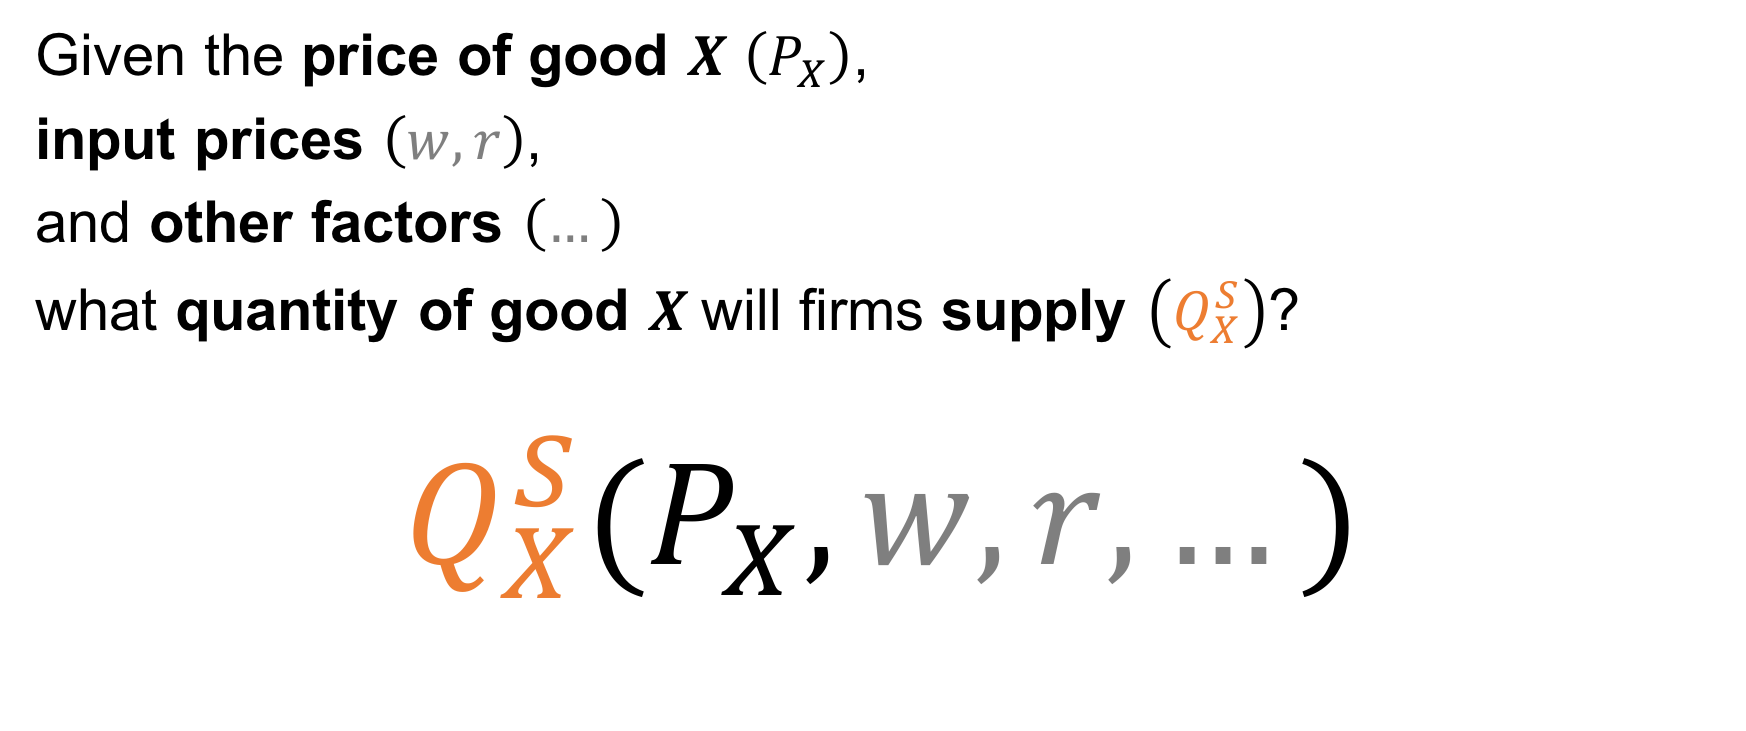 Given the price of good X (P_X),
input prices (w, r),
and other factors (...)
what quantity of good X will firms supply (Q_X^S)?
Q_X^S(P_X, w, r, ...)